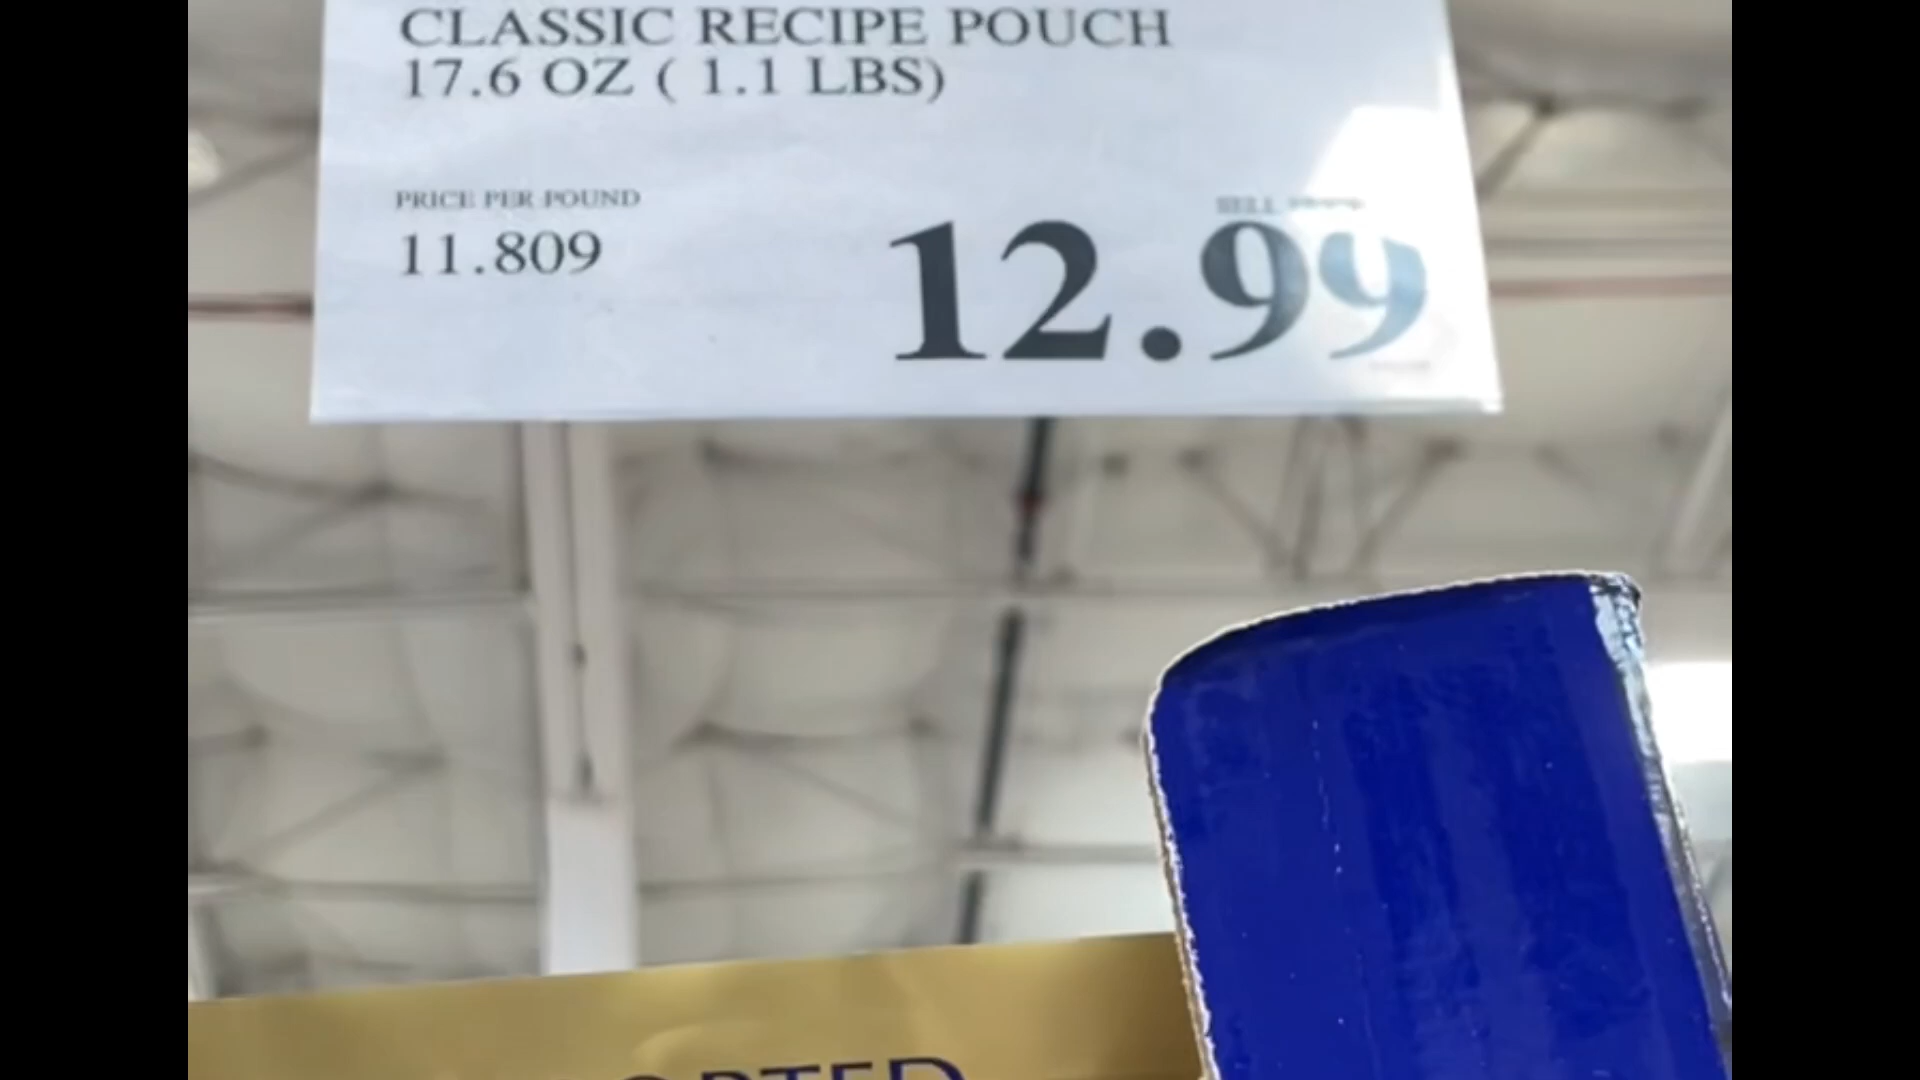 CLASSIC RECIPE POUCH
17.6 OZ ( 1.1 LBS)
PRICE PER POUND
11.809
12.99